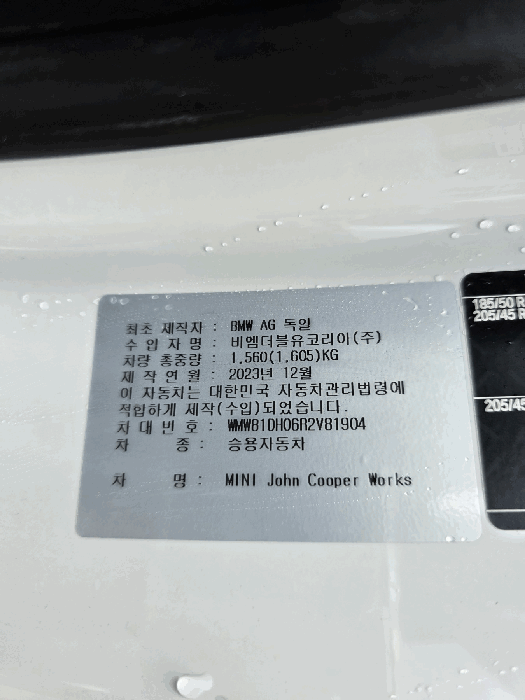 최초 제작자 : BMW AG 독일
수 입 자 명 : 비엠더블유코리아(주)
차량 총중량 : 1,560(1,605)KG
제 작 연 월 : 2023년 12월
이 자동차는 대한민국 자동차관리법령에
적합하게 제작(수입)되었습니다.
차 대 번 호 : WMWB1DH06R2V81904
차 종 : 승용자동차
차 명 : MINI John Cooper Works
185/50 R
205/45 R
205/45